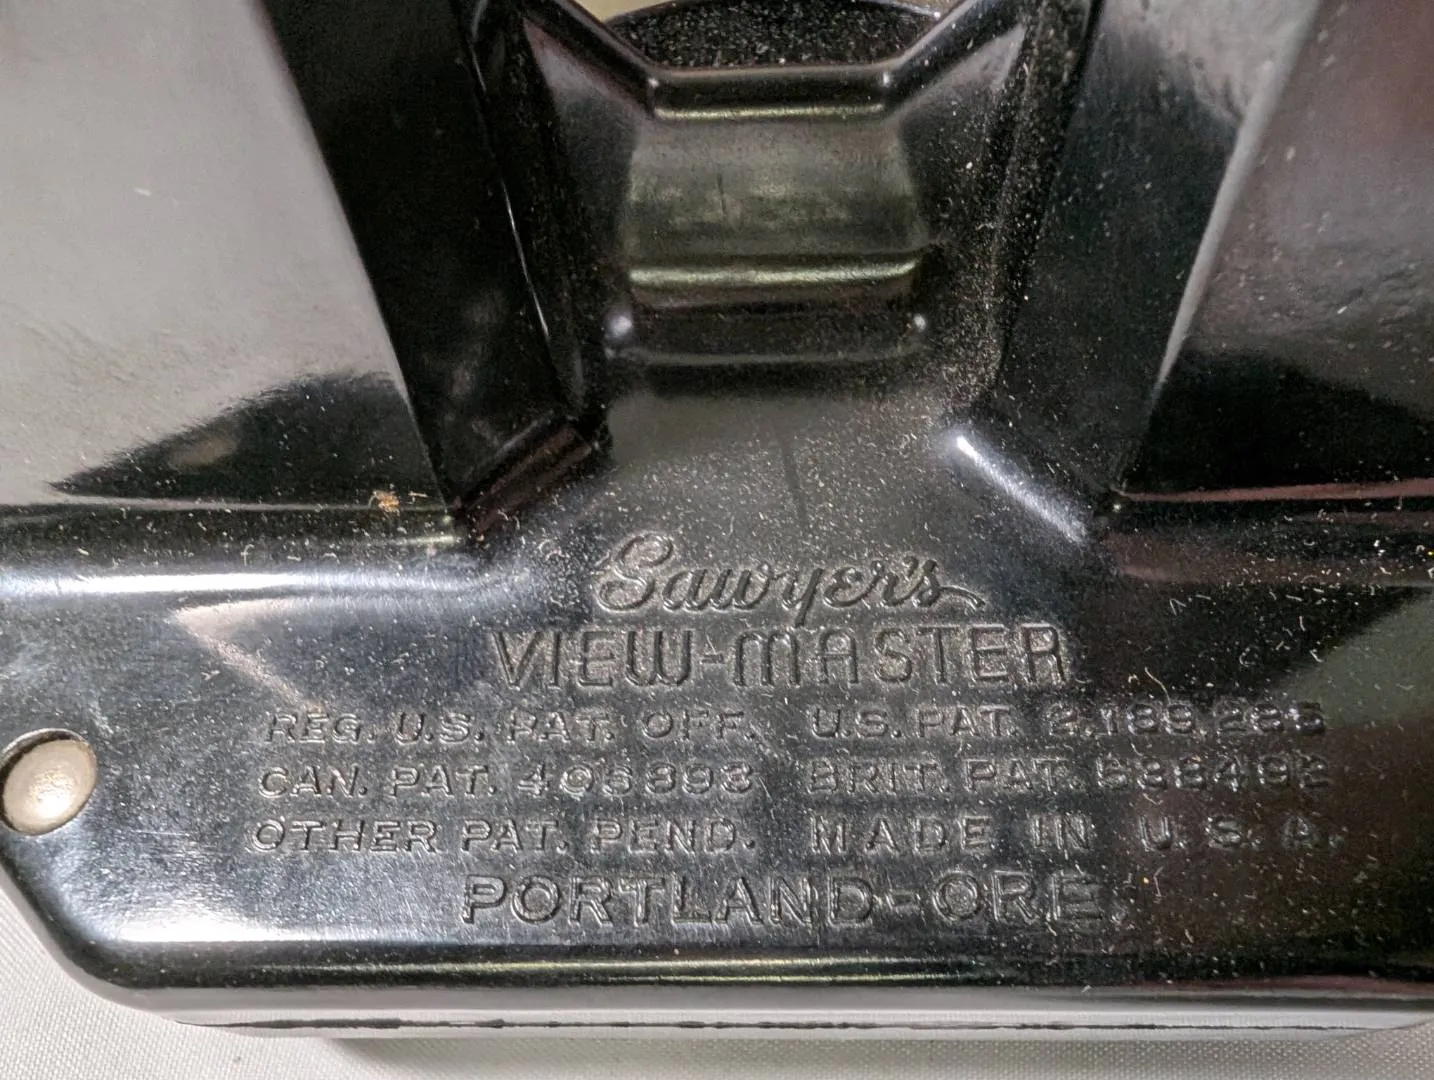 Sawyer's
VIEW-MASTER
REG. U.S. PAT. OFF. U.S. PAT. 2,189,285
CAN. PAT. 406893 BRIT. PAT. 538492
OTHER PAT. PEND. MADE IN U.S.A.
PORTLAND-ORE.